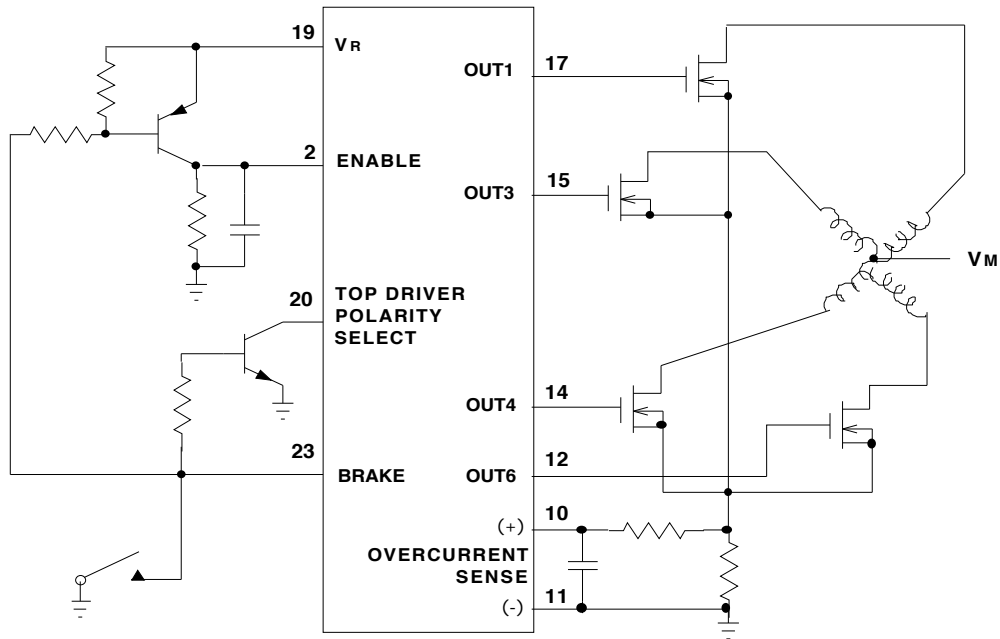 19
VR
OUT1
17
2
ENABLE
OUT3
15
20
TOP DRIVER
POLARITY
SELECT
VM
OUT4
14
23
BRAKE
OUT6
12
(+)
10
OVERCURRENT
SENSE
(-)
11